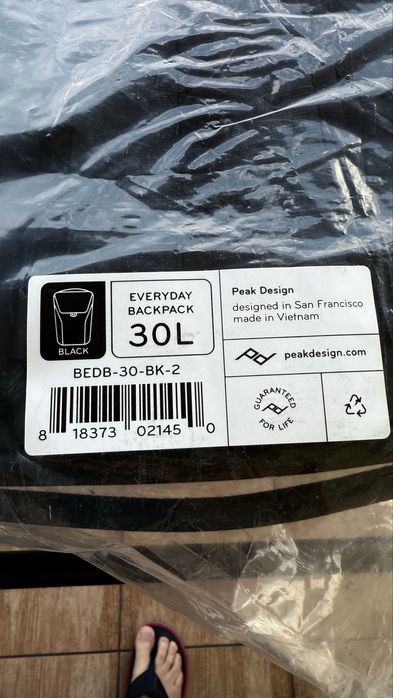 BLACK
EVERYDAY
BACKPACK
30L
BEDB-30-BK-2
8 18373 02145 0
Peak Design
designed in San Francisco
made in Vietnam
peakdesign.com
GUARANTEED
FOR LIFE